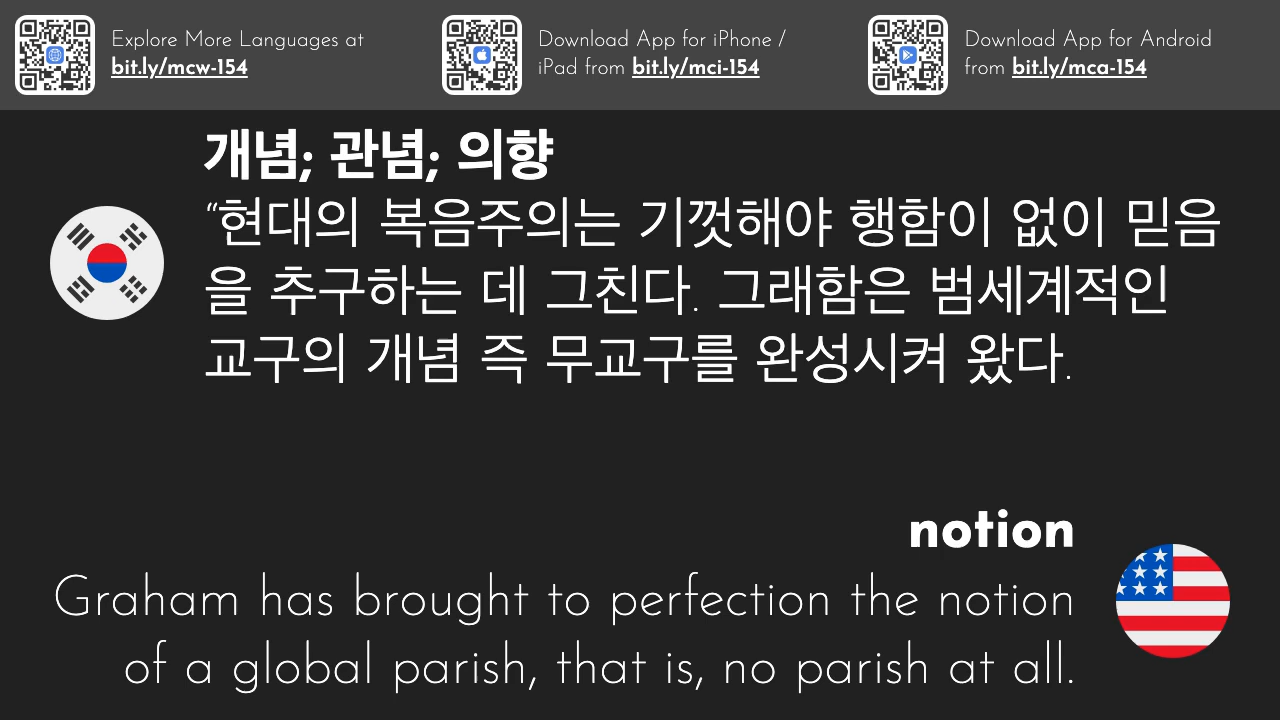 Explore More Languages at
bit.ly/mcw-154
Download App for iPhone /
iPad from bit.ly/mci-154
Download App for Android
from bit.ly/mca-154
개념; 관념; 의향
“현대의 복음주의는 기껏해야 행함이 없이 믿음
을 추구하는 데 그친다. 그래함은 범세계적인
교구의 개념 즉 무교구를 완성시켜 왔다.
notion
Graham has brought to perfection the notion
of a global parish, that is, no parish at all.